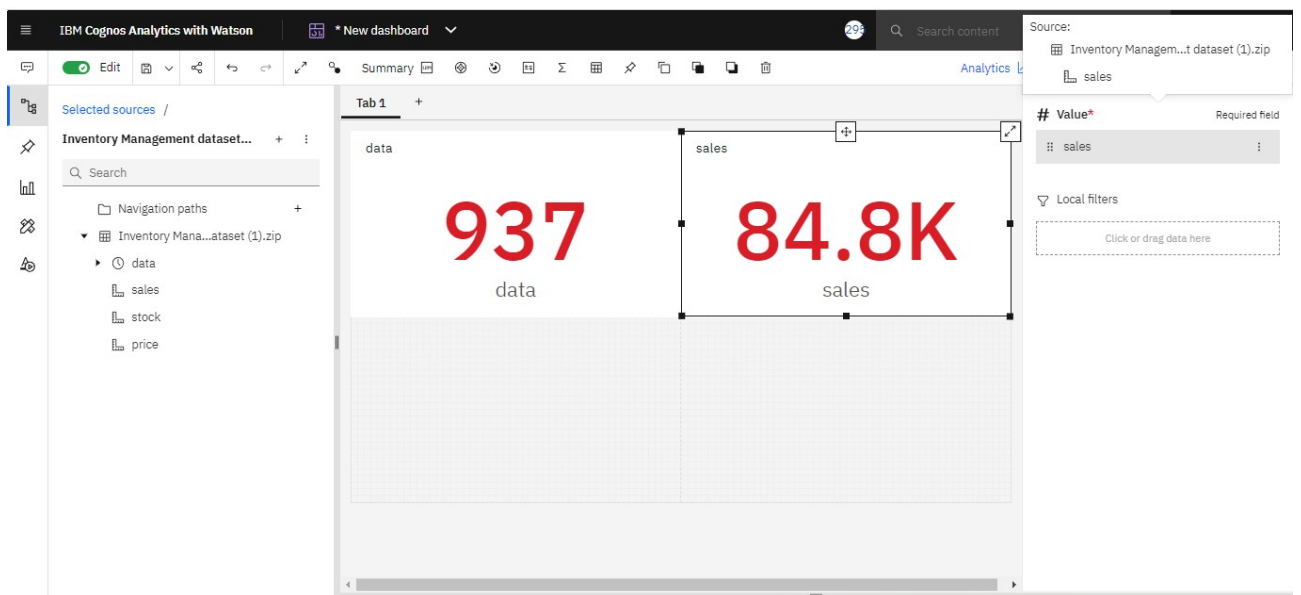 IBM Cognos Analytics with Watson
* New dashboard
295
Search content
Source:
Inventory Managem...t dataset (1).zip
sales
Edit
Summary
Analytics
Selected sources /
Inventory Management dataset... +
Search
Navigation paths +
Inventory Mana...ataset (1).zip
data
sales
stock
price
Tab 1 +
data
937
data
sales
84.8K
sales
# Value*
Required field
sales
Local filters
Click or drag data here